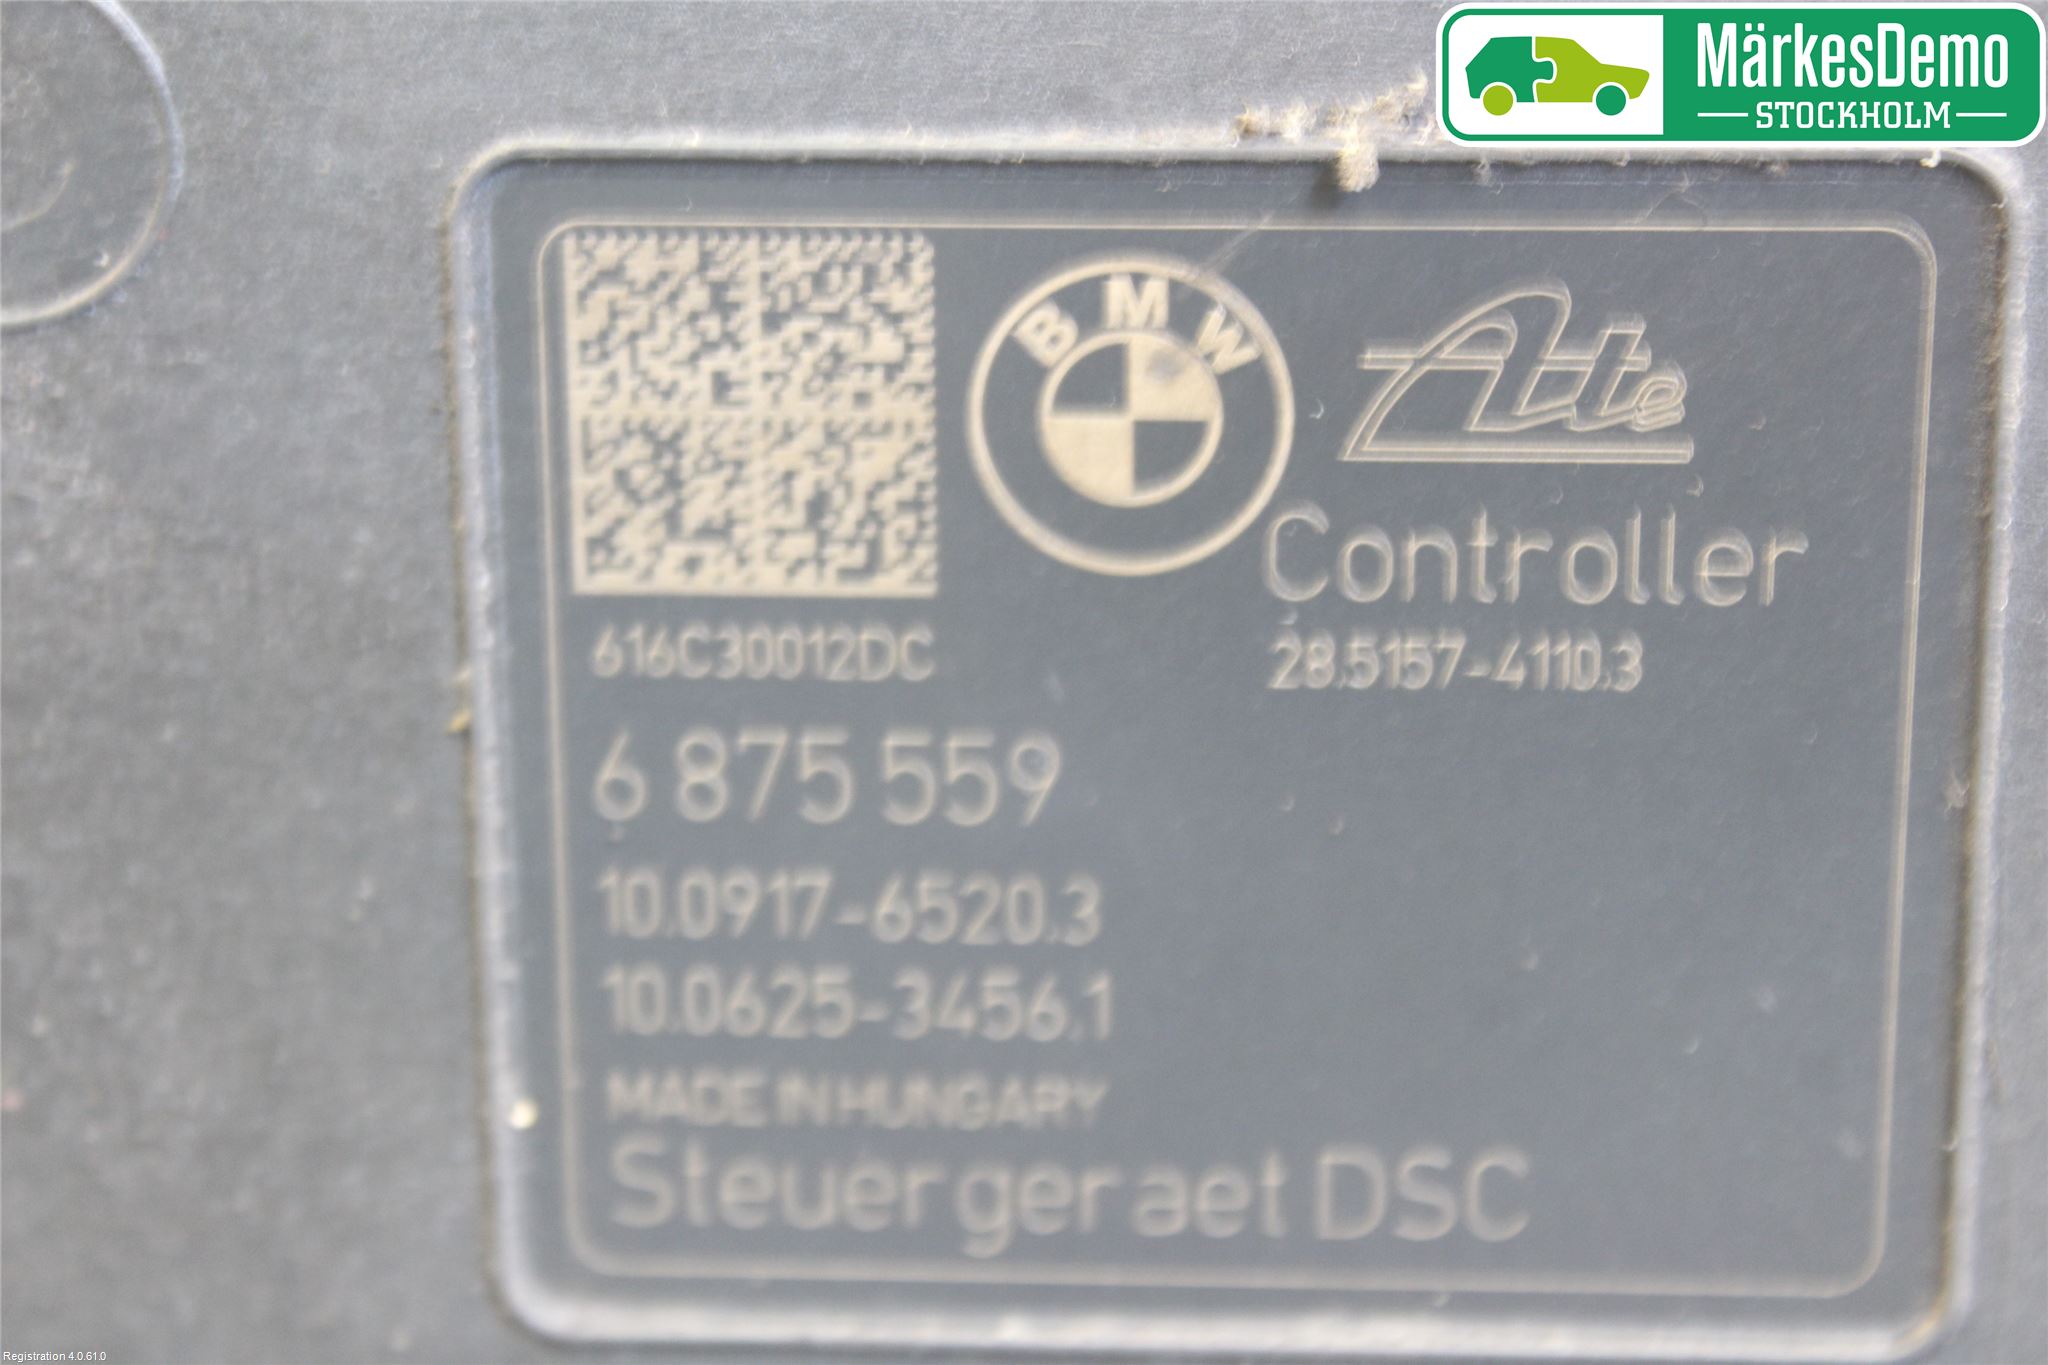 MärkesDemo
STOCKHOLM
BMW
Ate
Controller
616C30012DC
28.5157-4110.3
6 875 559
10.0917-6520.3
10.0625-3456.1
MADE IN HUNGARY
Steuergeraet DSC
Registration 4.0.61.0